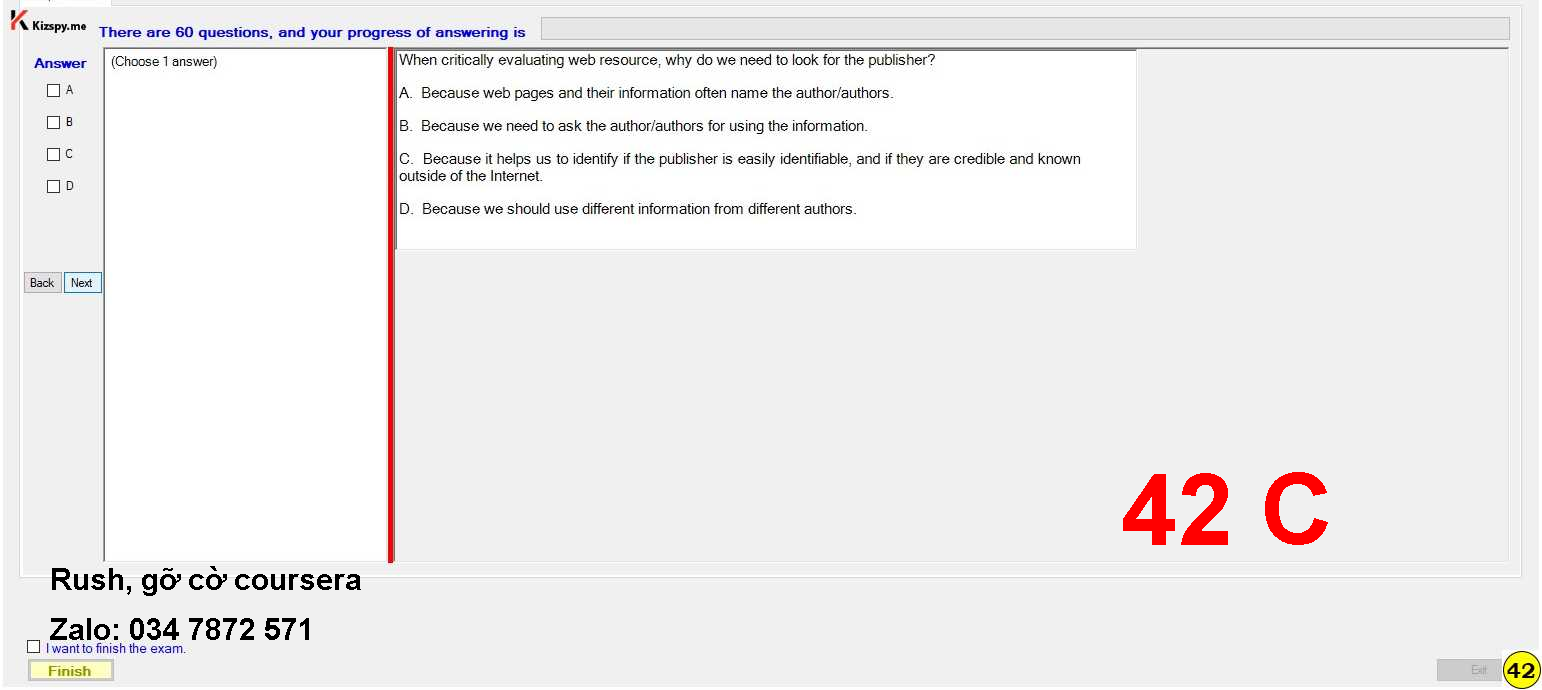 Kizspy.me
There are 60 questions, and your progress of answering is
Answer
A
B
C
D
Back Next
(Choose 1 answer)
When critically evaluating web resource, why do we need to look for the publisher?
A. Because web pages and their information often name the author/authors.
B. Because we need to ask the author/authors for using the information.
C. Because it helps us to identify if the publisher is easily identifiable, and if they are credible and known
outside of the Internet.
D. Because we should use different information from different authors.
42 C
Rush, gỡ cờ coursera
Zalo: 034 7872 571
I want to finish the exam.
Finish
Exit
42